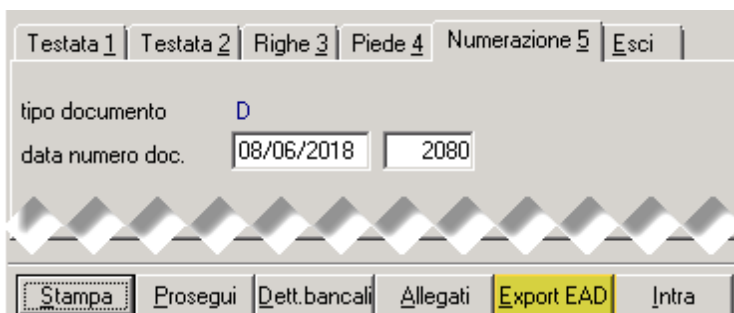 Testata 1 Testata 2 Righe 3 Piede 4 Numerazione 5 Esci
tipo documento D
data numero doc. 08/06/2018 2080
Stampa Prosegui Dett.bancali Allegati Export EAD Intra